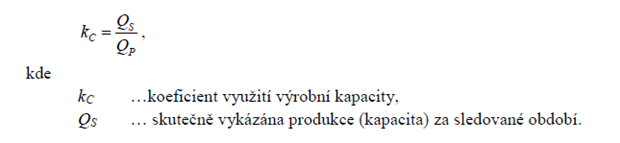 k_C = Q_S / Q_P ,
kde
k_C …koeficient využití výrobní kapacity,
Q_S … skutečně vykázána produkce (kapacita) za sledované období.